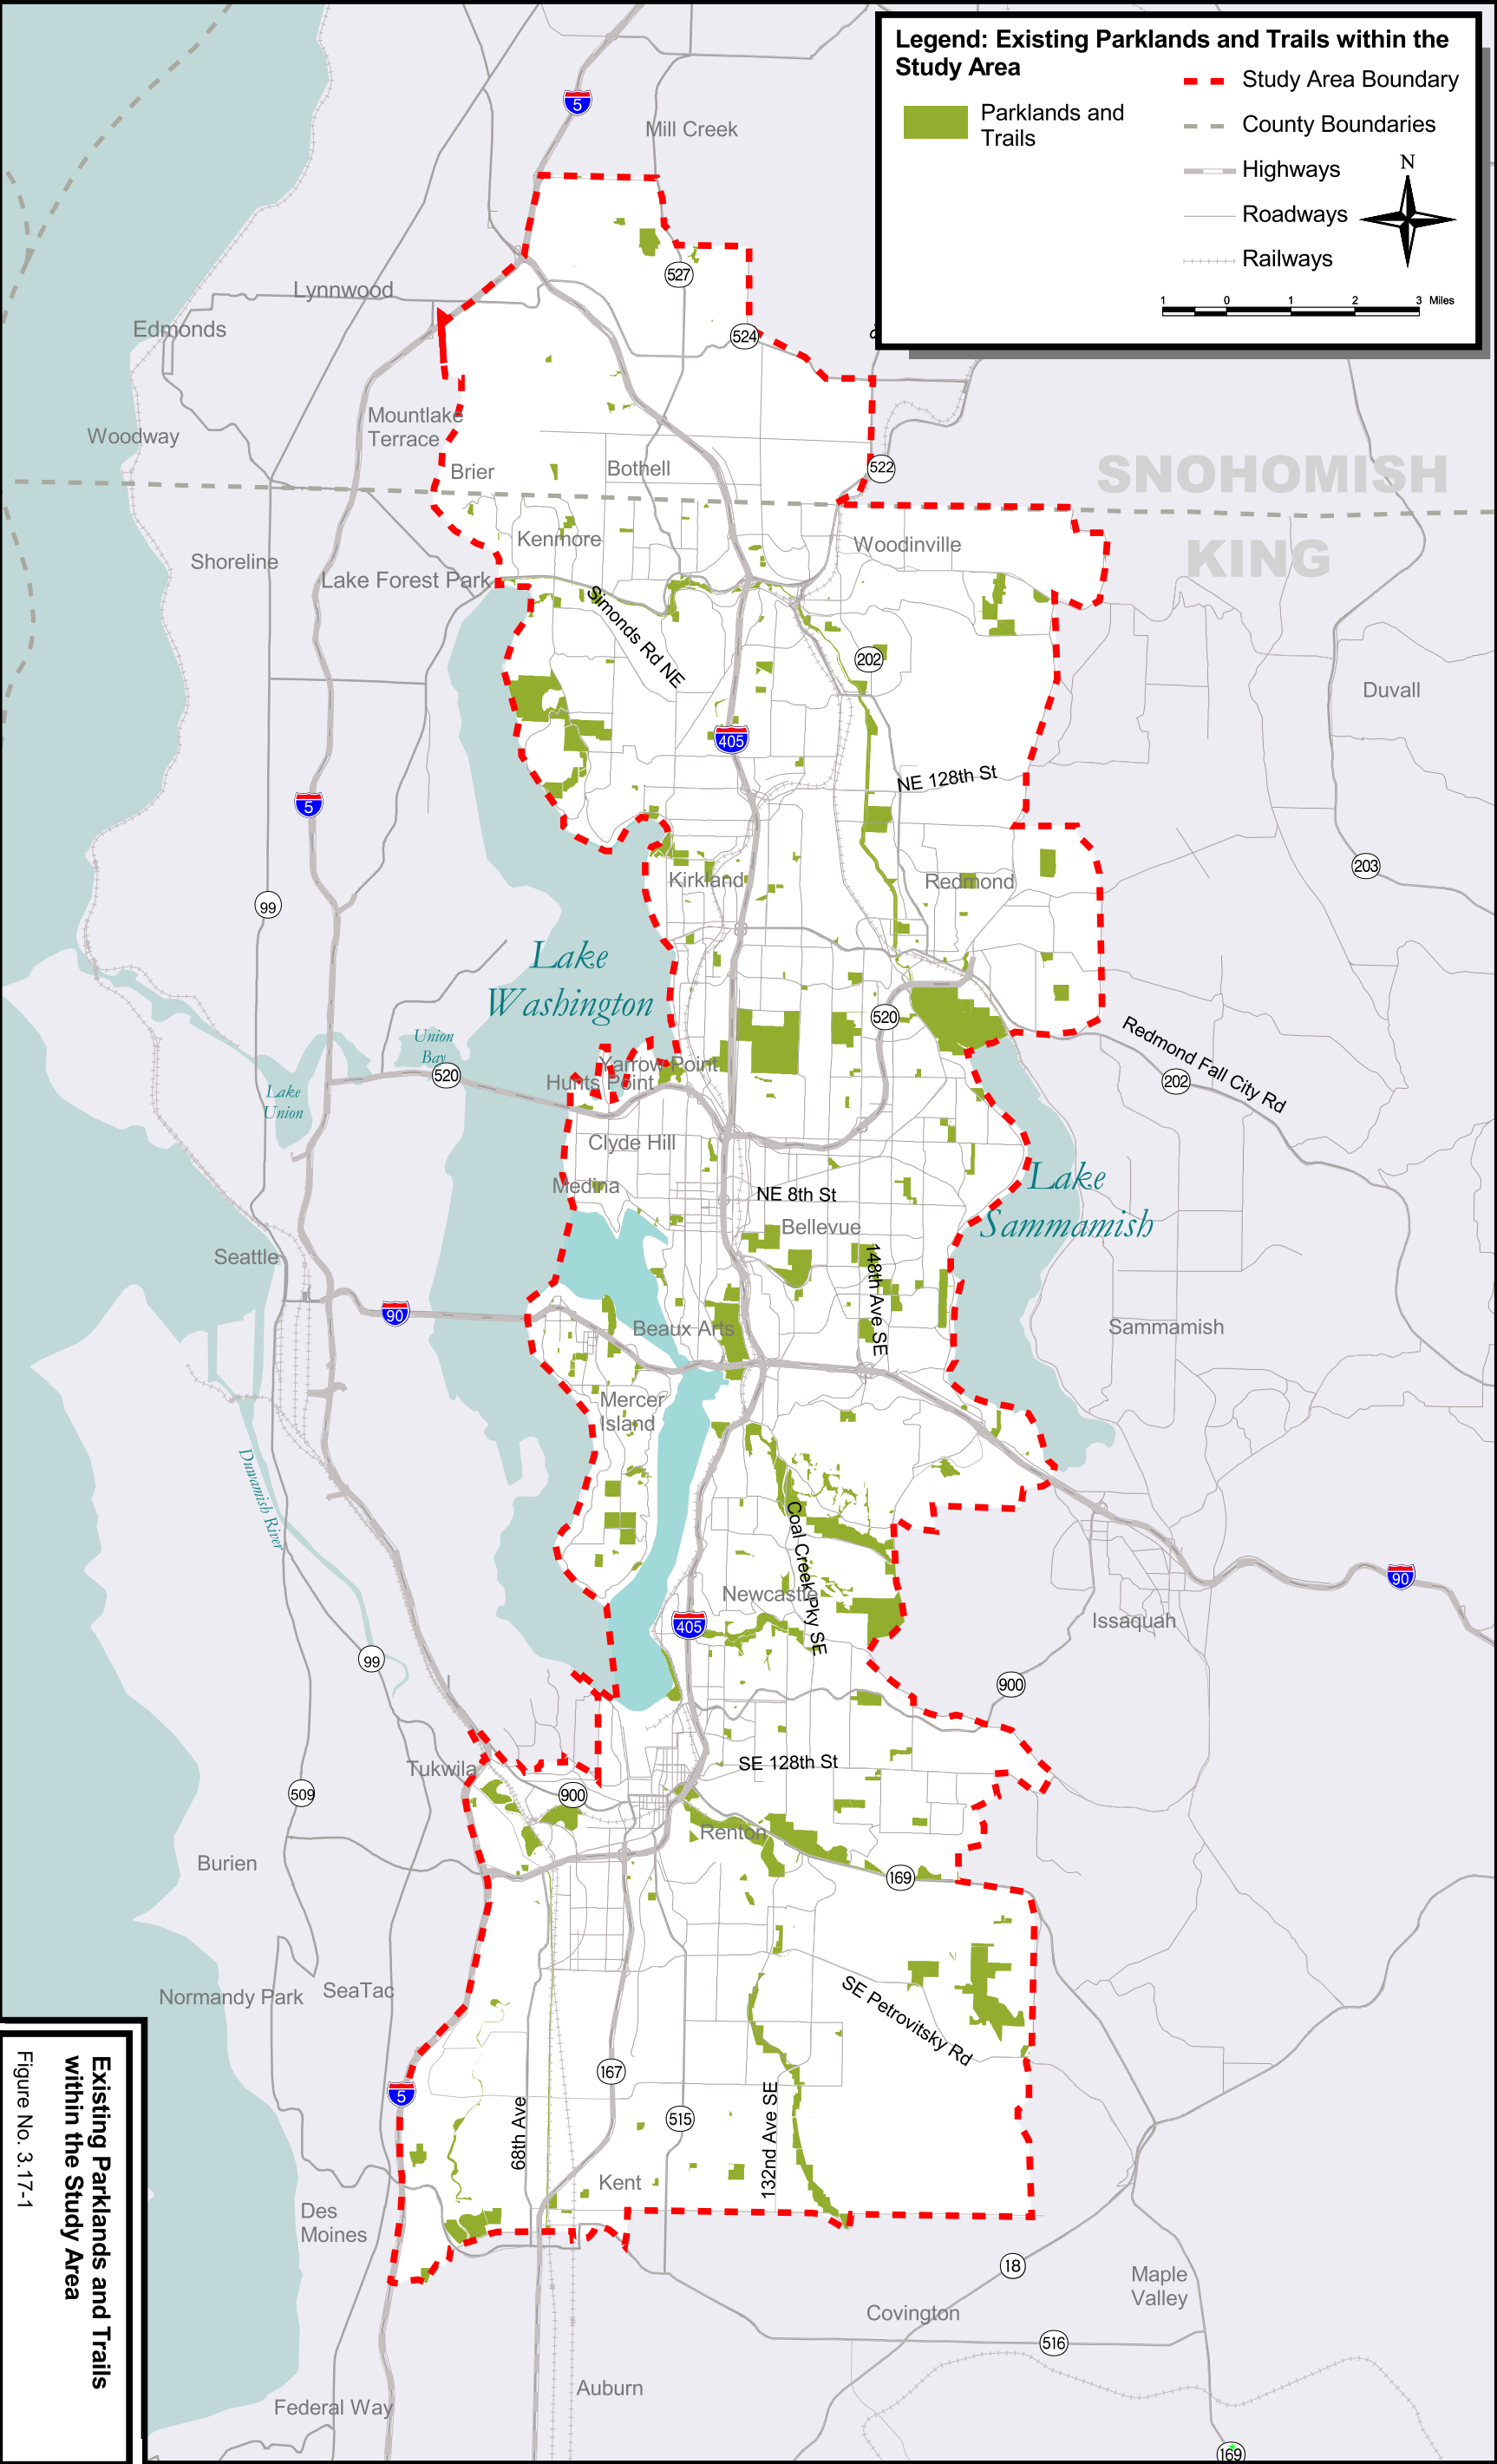 Legend: Existing Parklands and Trails within the
Study Area
Parklands and
Trails
Study Area Boundary
County Boundaries
Highways
Roadways
Railways
N
1 0 1 2 3 Miles
5
Mill Creek
527
Lynnwood
Edmonds
524
Mountlake
Terrace
Woodway
Brier
Bothell
522
SNOHOMISH
KING
Kenmore
Woodinville
Shoreline
Lake Forest Park
Simonds Rd NE
202
Duvall
405
NE 128th St
5
203
Kirkland
Redmond
99
Lake
Washington
520
Union
Bay
520
Yarrow Point
Hunts Point
Redmond Fall City Rd
202
Lake
Union
Clyde Hill
Medina
NE 8th St
Lake
Sammamish
Bellevue
148th Ave SE
Seattle
90
Beaux Arts
Sammamish
Mercer
Island
Duwamish River
Coal Creek Pky SE
90
Newcastle
405
Issaquah
99
900
SE 128th St
Tukwila
900
509
Renton
Burien
169
SE Petrovitsky Rd
Normandy Park
SeaTac
167
5
68th Ave
515
132nd Ave SE
Kent
Des
Moines
18
Maple
Valley
Covington
516
Auburn
Federal Way
169
Existing Parklands and Trails
within the Study Area
Figure No. 3.17-1